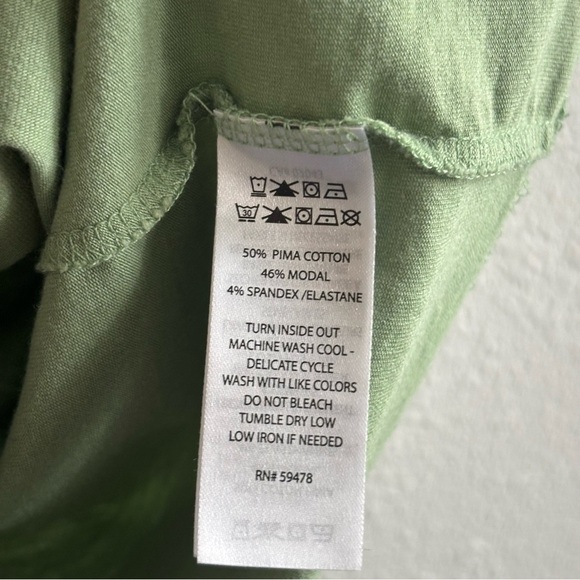 30
50% PIMA COTTON
46% MODAL
4% SPANDEX /ELASTANE
TURN INSIDE OUT
MACHINE WASH COOL -
DELICATE CYCLE
WASH WITH LIKE COLORS
DO NOT BLEACH
TUMBLE DRY LOW
LOW IRON IF NEEDED
RN# 59478